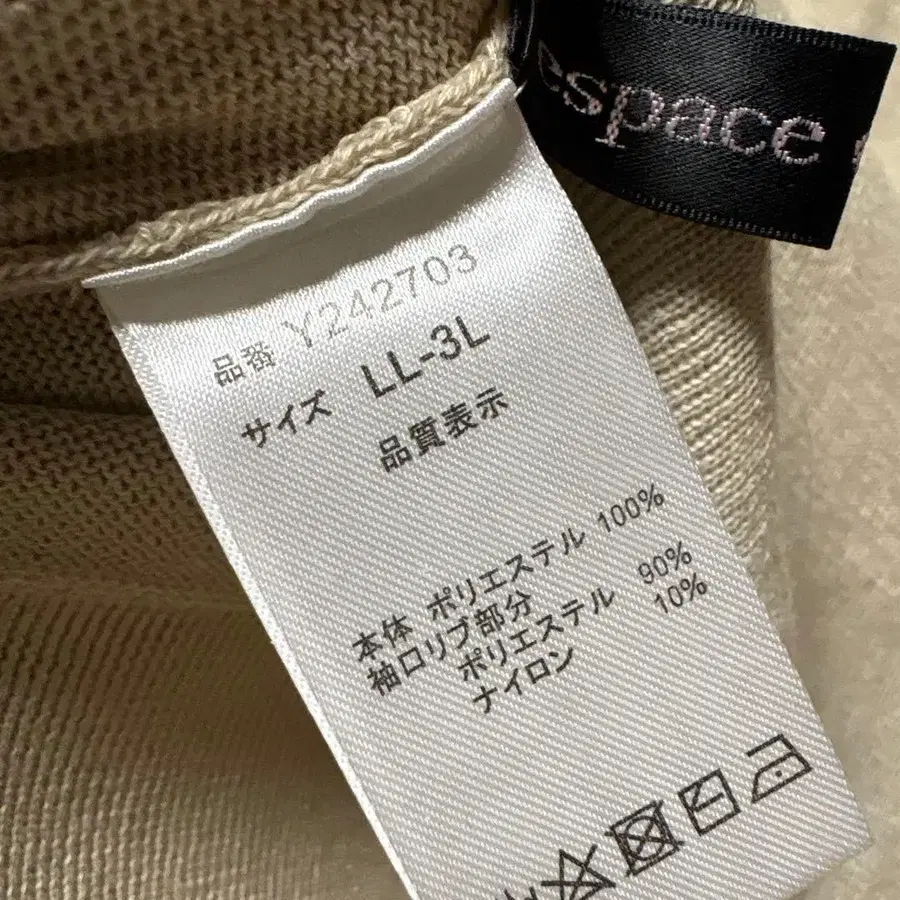 espace
品番 Y242703
サイズ LL-3L
品質表示
本体 ポリエステル 100%
袖口リブ部分
ポリエステル 90%
ナイロン 10%